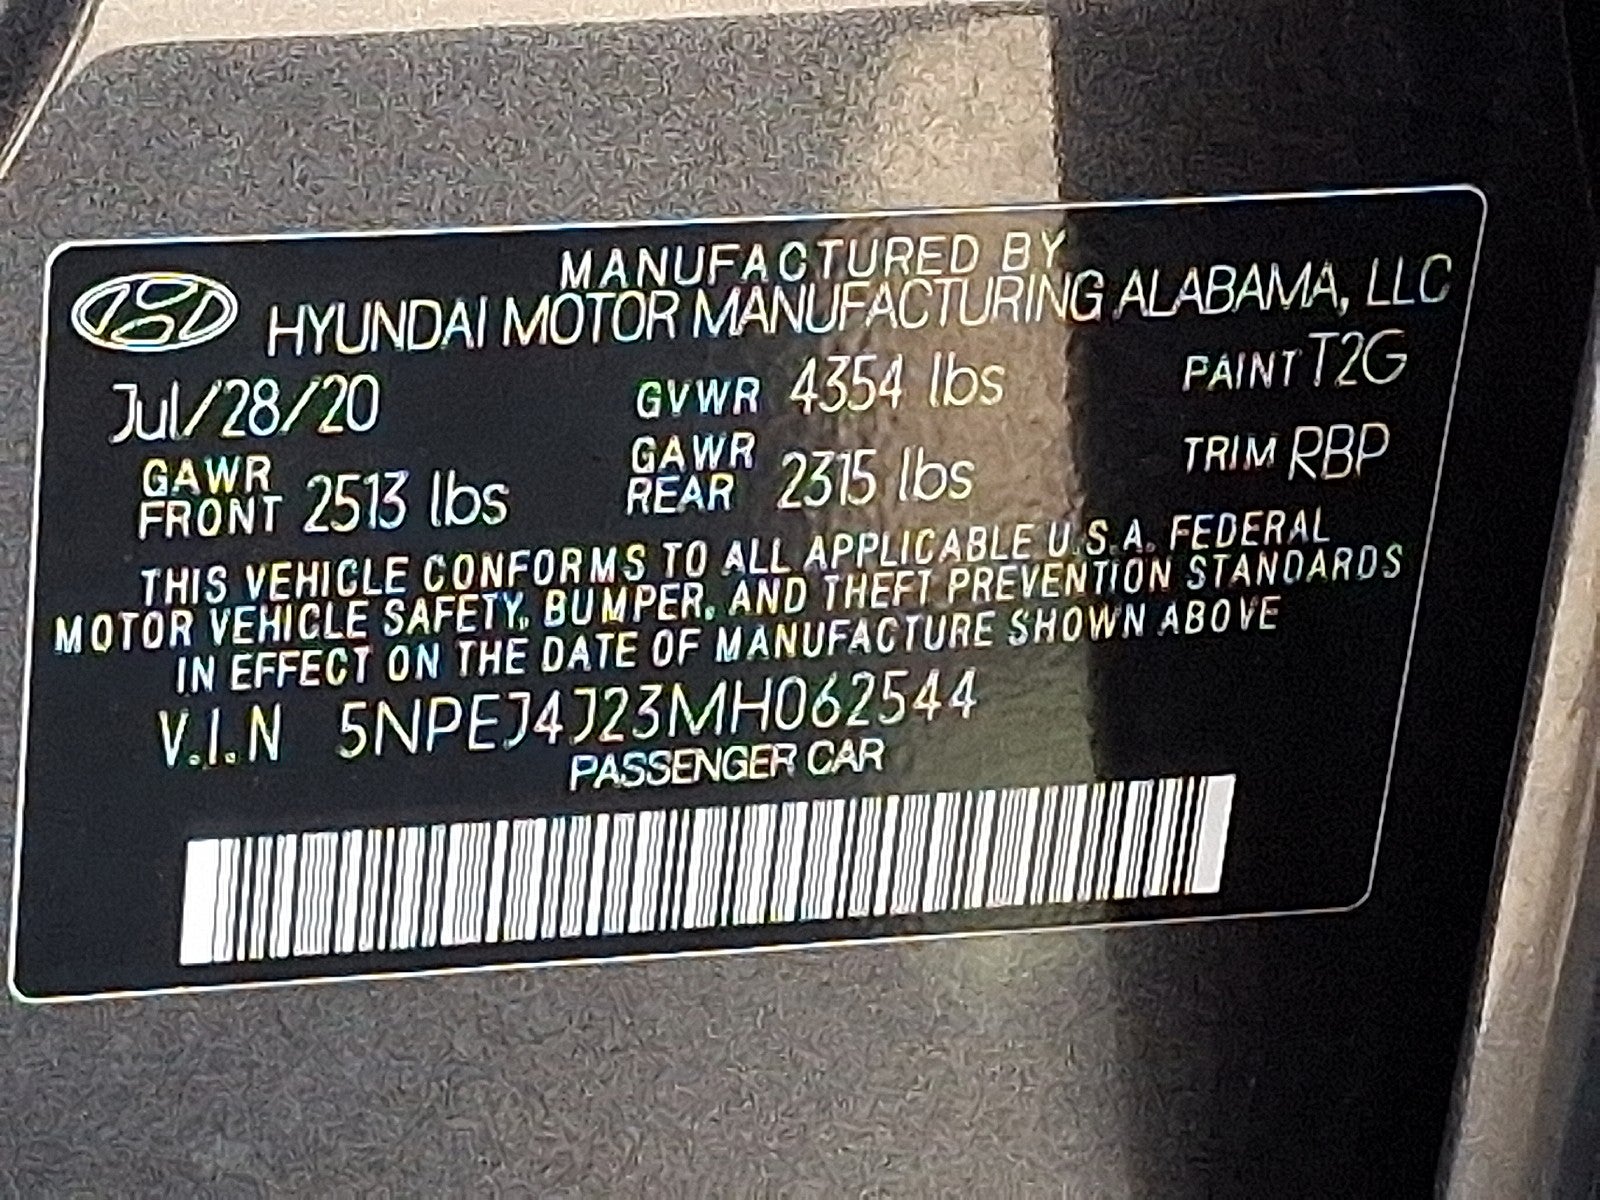 MANUFACTURED BY
HYUNDAI MOTOR MANUFACTURING ALABAMA, LLC
Jul/28/20 GVWR 4354 lbs PAINT T2G
GAWR FRONT 2513 lbs GAWR REAR 2315 lbs TRIM RBP
THIS VEHICLE CONFORMS TO ALL APPLICABLE U.S.A. FEDERAL
MOTOR VEHICLE SAFETY, BUMPER, AND THEFT PREVENTION STANDARDS
IN EFFECT ON THE DATE OF MANUFACTURE SHOWN ABOVE
V.I.N 5NPEJ4J23MH062544
PASSENGER CAR